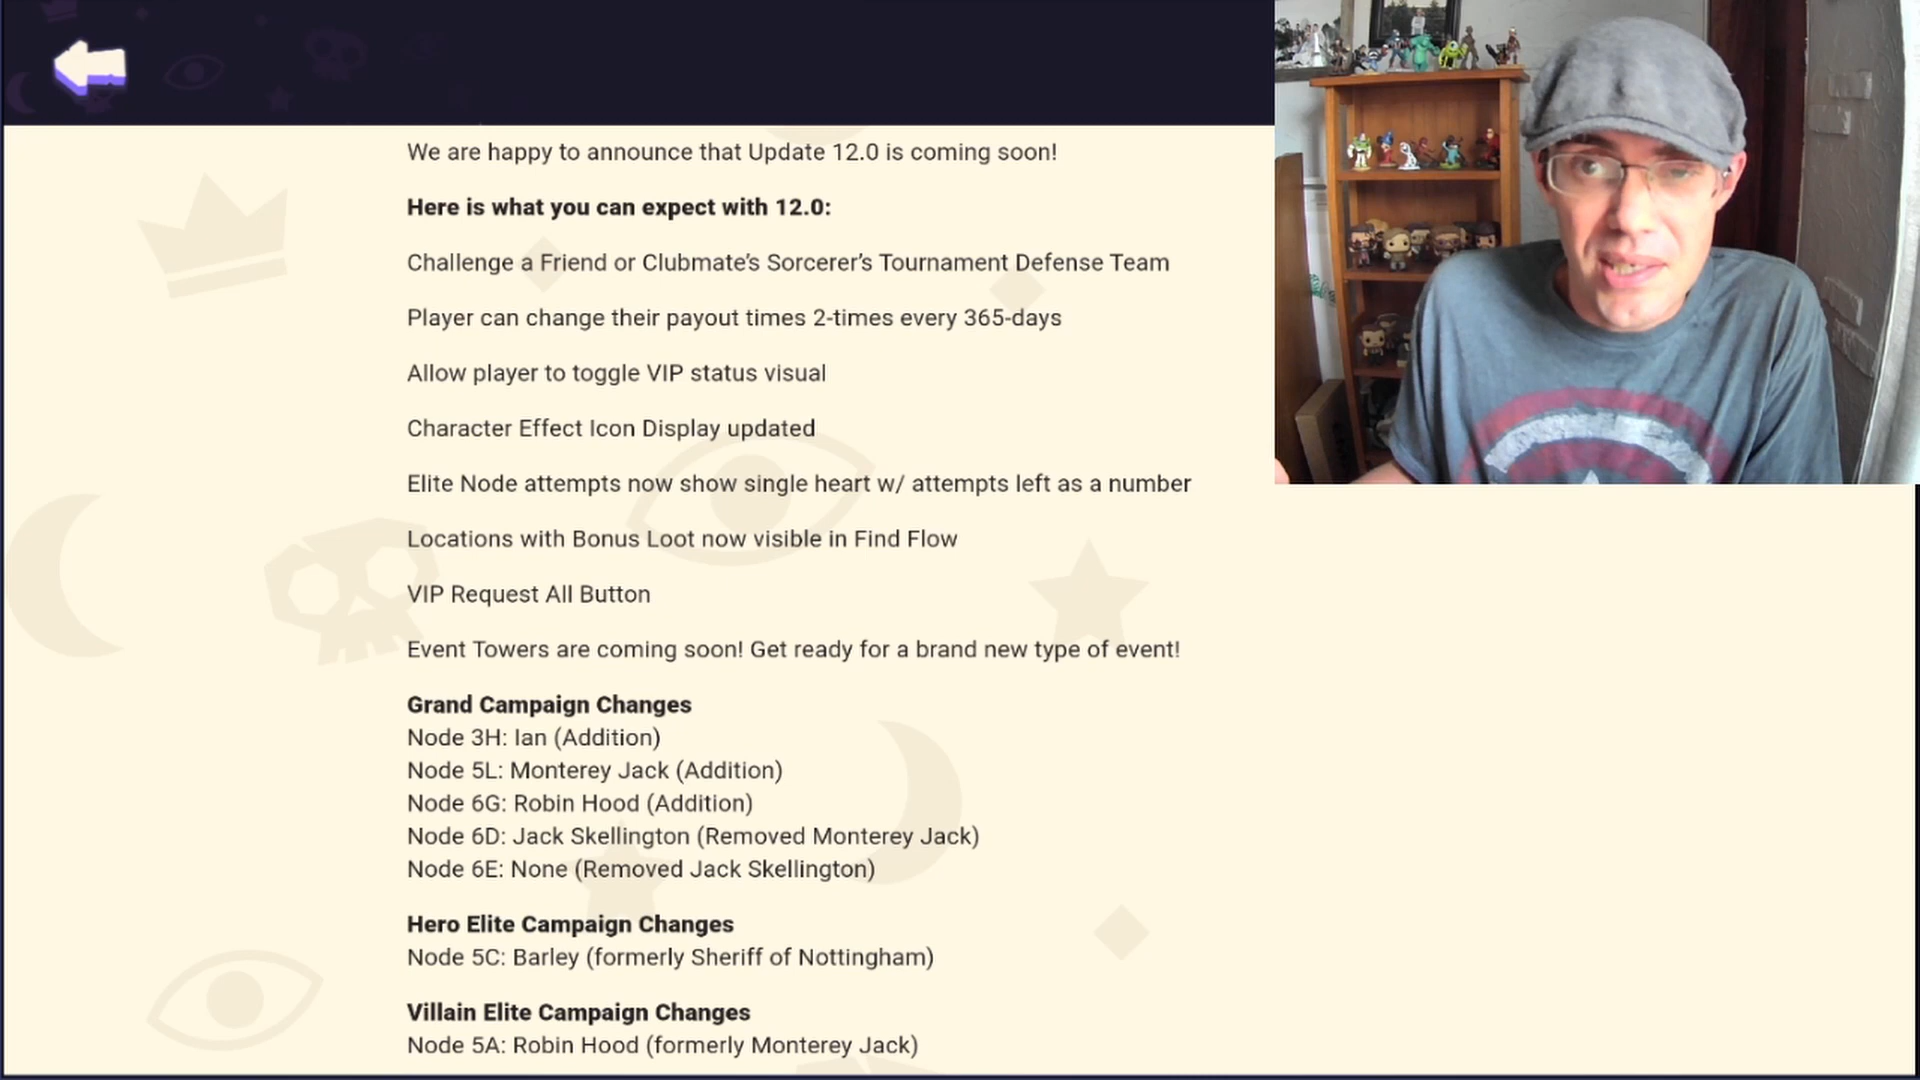 We are happy to announce that Update 12.0 is coming soon!
Here is what you can expect with 12.0:
Challenge a Friend or Clubmate’s Sorcerer’s Tournament Defense Team
Player can change their payout times 2-times every 365-days
Allow player to toggle VIP status visual
Character Effect Icon Display updated
Elite Node attempts now show single heart w/ attempts left as a number
Locations with Bonus Loot now visible in Find Flow
VIP Request All Button
Event Towers are coming soon! Get ready for a brand new type of event!
Grand Campaign Changes
Node 3H: Ian (Addition)
Node 5L: Monterey Jack (Addition)
Node 6G: Robin Hood (Addition)
Node 6D: Jack Skellington (Removed Monterey Jack)
Node 6E: None (Removed Jack Skellington)
Hero Elite Campaign Changes
Node 5C: Barley (formerly Sheriff of Nottingham)
Villain Elite Campaign Changes
Node 5A: Robin Hood (formerly Monterey Jack)